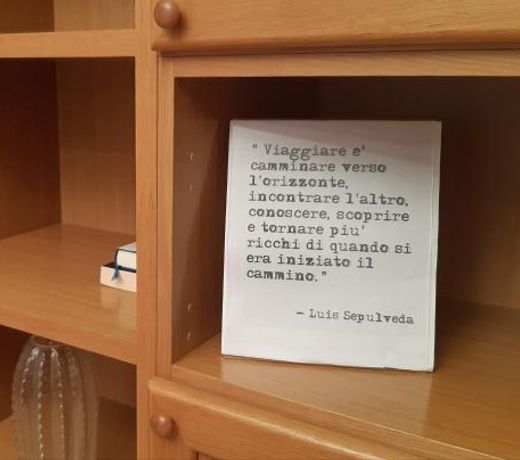 " Viaggiare e'
camminare verso
l'orizzonte,
incontrare l'altro,
conoscere, scoprire
e tornare piu'
ricchi di quando si
era iniziato il
cammino."
— Luis Sepulveda